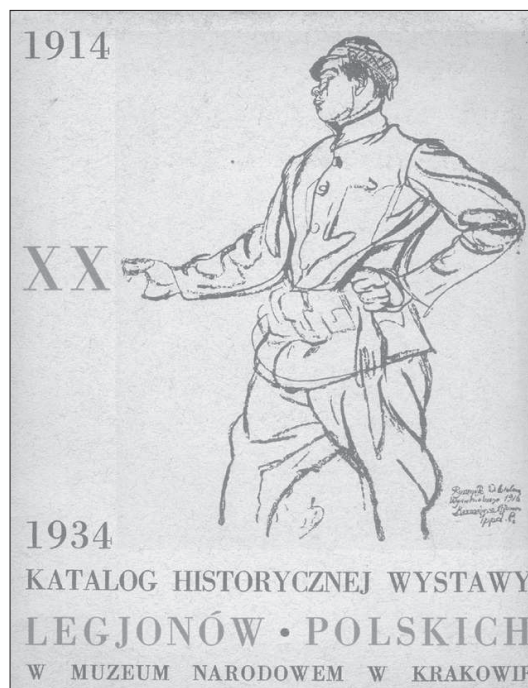 1914
XX
1934
KATALOG HISTORYCZNEJ WYSTAWY
LEGJONÓW • POLSKICH
W MUZEUM NARODOWEM W KRAKOWIE